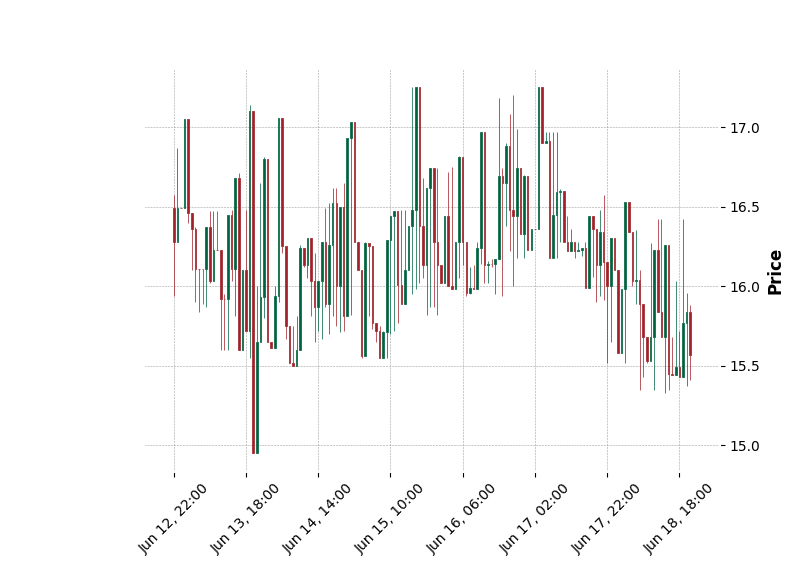 17.0
16.5
16.0
15.5
15.0
Price
Jun 12, 22:00
Jun 13, 18:00
Jun 14, 14:00
Jun 15, 10:00
Jun 16, 06:00
Jun 17, 02:00
Jun 17, 22:00
Jun 18, 18:00